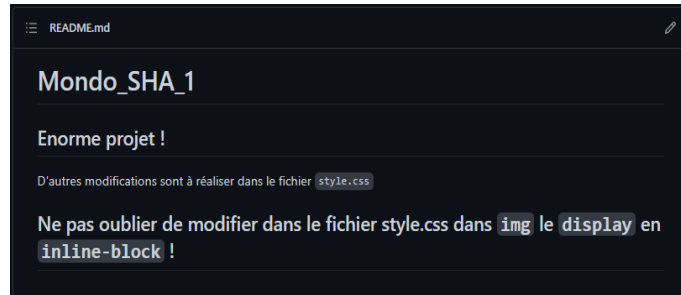 README.md
Mondo_SHA_1
Enorme projet !
D'autres modifications sont à réaliser dans le fichier style.css
Ne pas oublier de modifier dans le fichier style.css dans img le display en
inline-block !